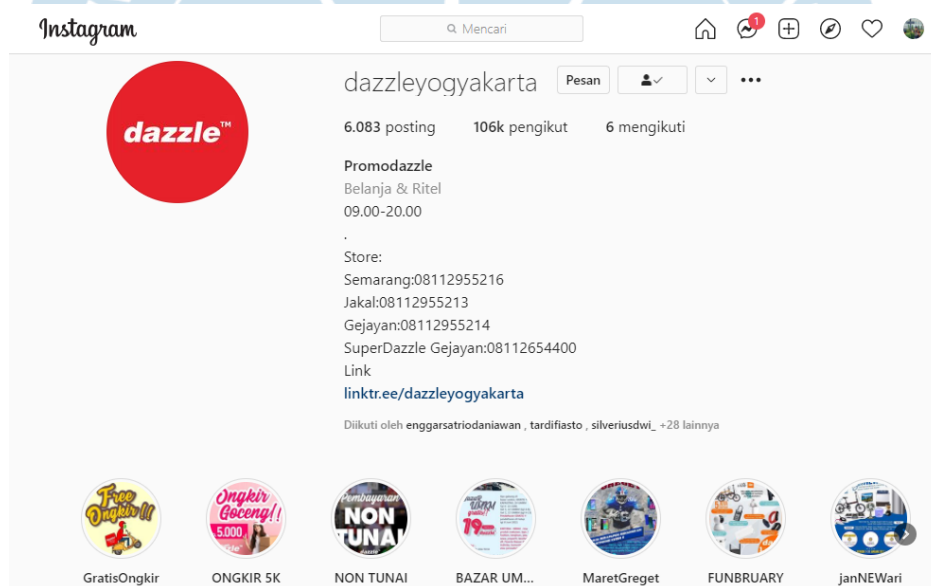 Instagram
Mencari
1
dazzle™
dazzleyogyakarta Pesan
6.083 posting 106k pengikut 6 mengikuti
Promodazzle
Belanja & Ritel
09.00-20.00
.
Store:
Semarang:08112955216
Jakal:08112955213
Gejayan:08112955214
SuperDazzle Gejayan:08112654400
Link
linktr.ee/dazzleyogyakarta
Diikuti oleh enggarsatriodaniawan , tardifiasto , silveriusdwi_ +28 lainnya
Free
Ongkir!!
Ongkir
Goceng!!
5.000
Pembayaran
NON
TUNAI
19
GratisOngkir ONGKIR 5K NON TUNAI BAZAR UM... MaretGreget FUNBRUARY janNEWari